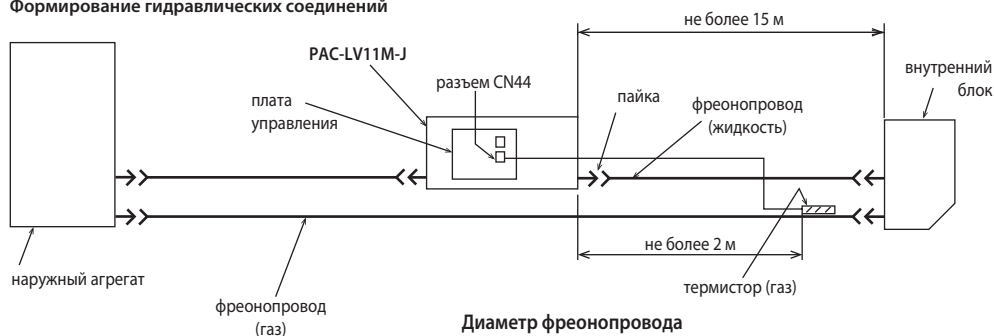 Формирование гидравлических соединений
не более 15 м
PAC-LV11M-J
разъем CN44
внутренний
блок
плата
управления
пайка
фреонопровод
(жидкость)
не более 2 м
наружный агрегат
термистор (газ)
фреонопровод
(газ)
Диаметр фреонопровода